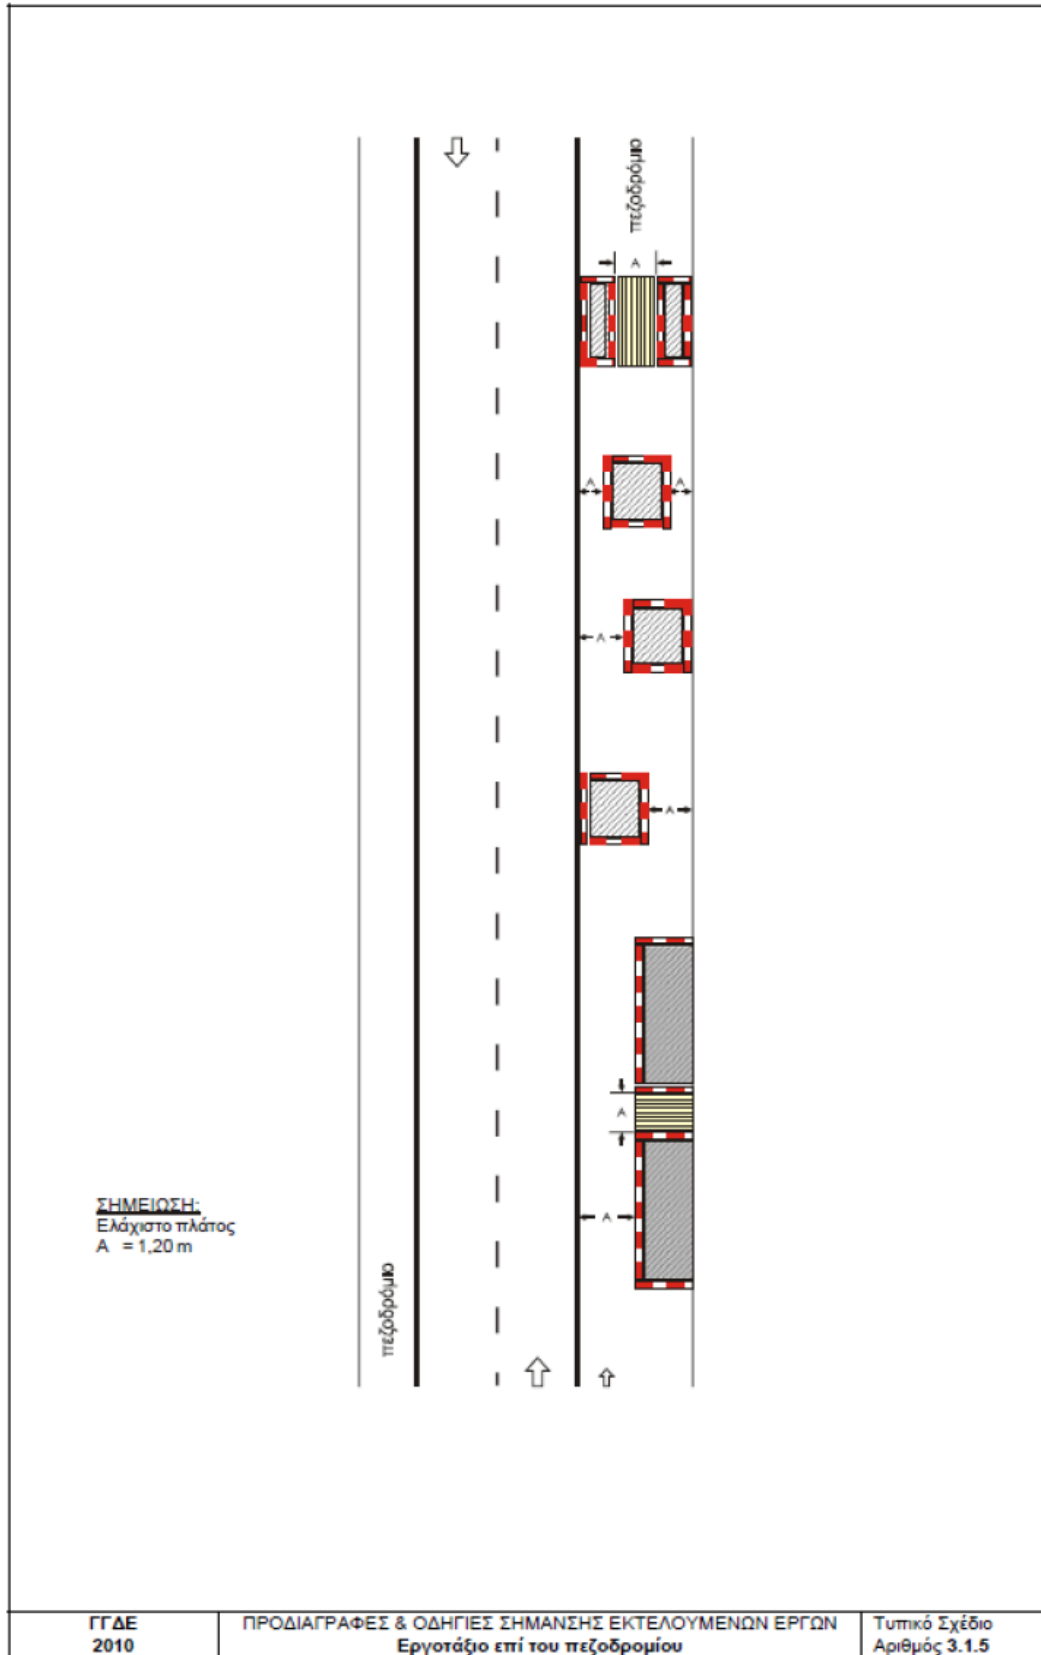 πεζοδρόμιο
A
A
A
A
A
A
A
ΣΗΜΕΙΩΣΗ:
Ελάχιστο πλάτος
A = 1,20 m
πεζοδρόμιο
ΓΓΔΕ
2010
ΠΡΟΔΙΑΓΡΑΦΕΣ & ΟΔΗΓΙΕΣ ΣΗΜΑΝΣΗΣ ΕΚΤΕΛΟΥΜΕΝΩΝ ΕΡΓΩΝ
Εργοτάξιο επί του πεζοδρομίου
Τυπικό Σχέδιο
Αριθμός 3.1.5